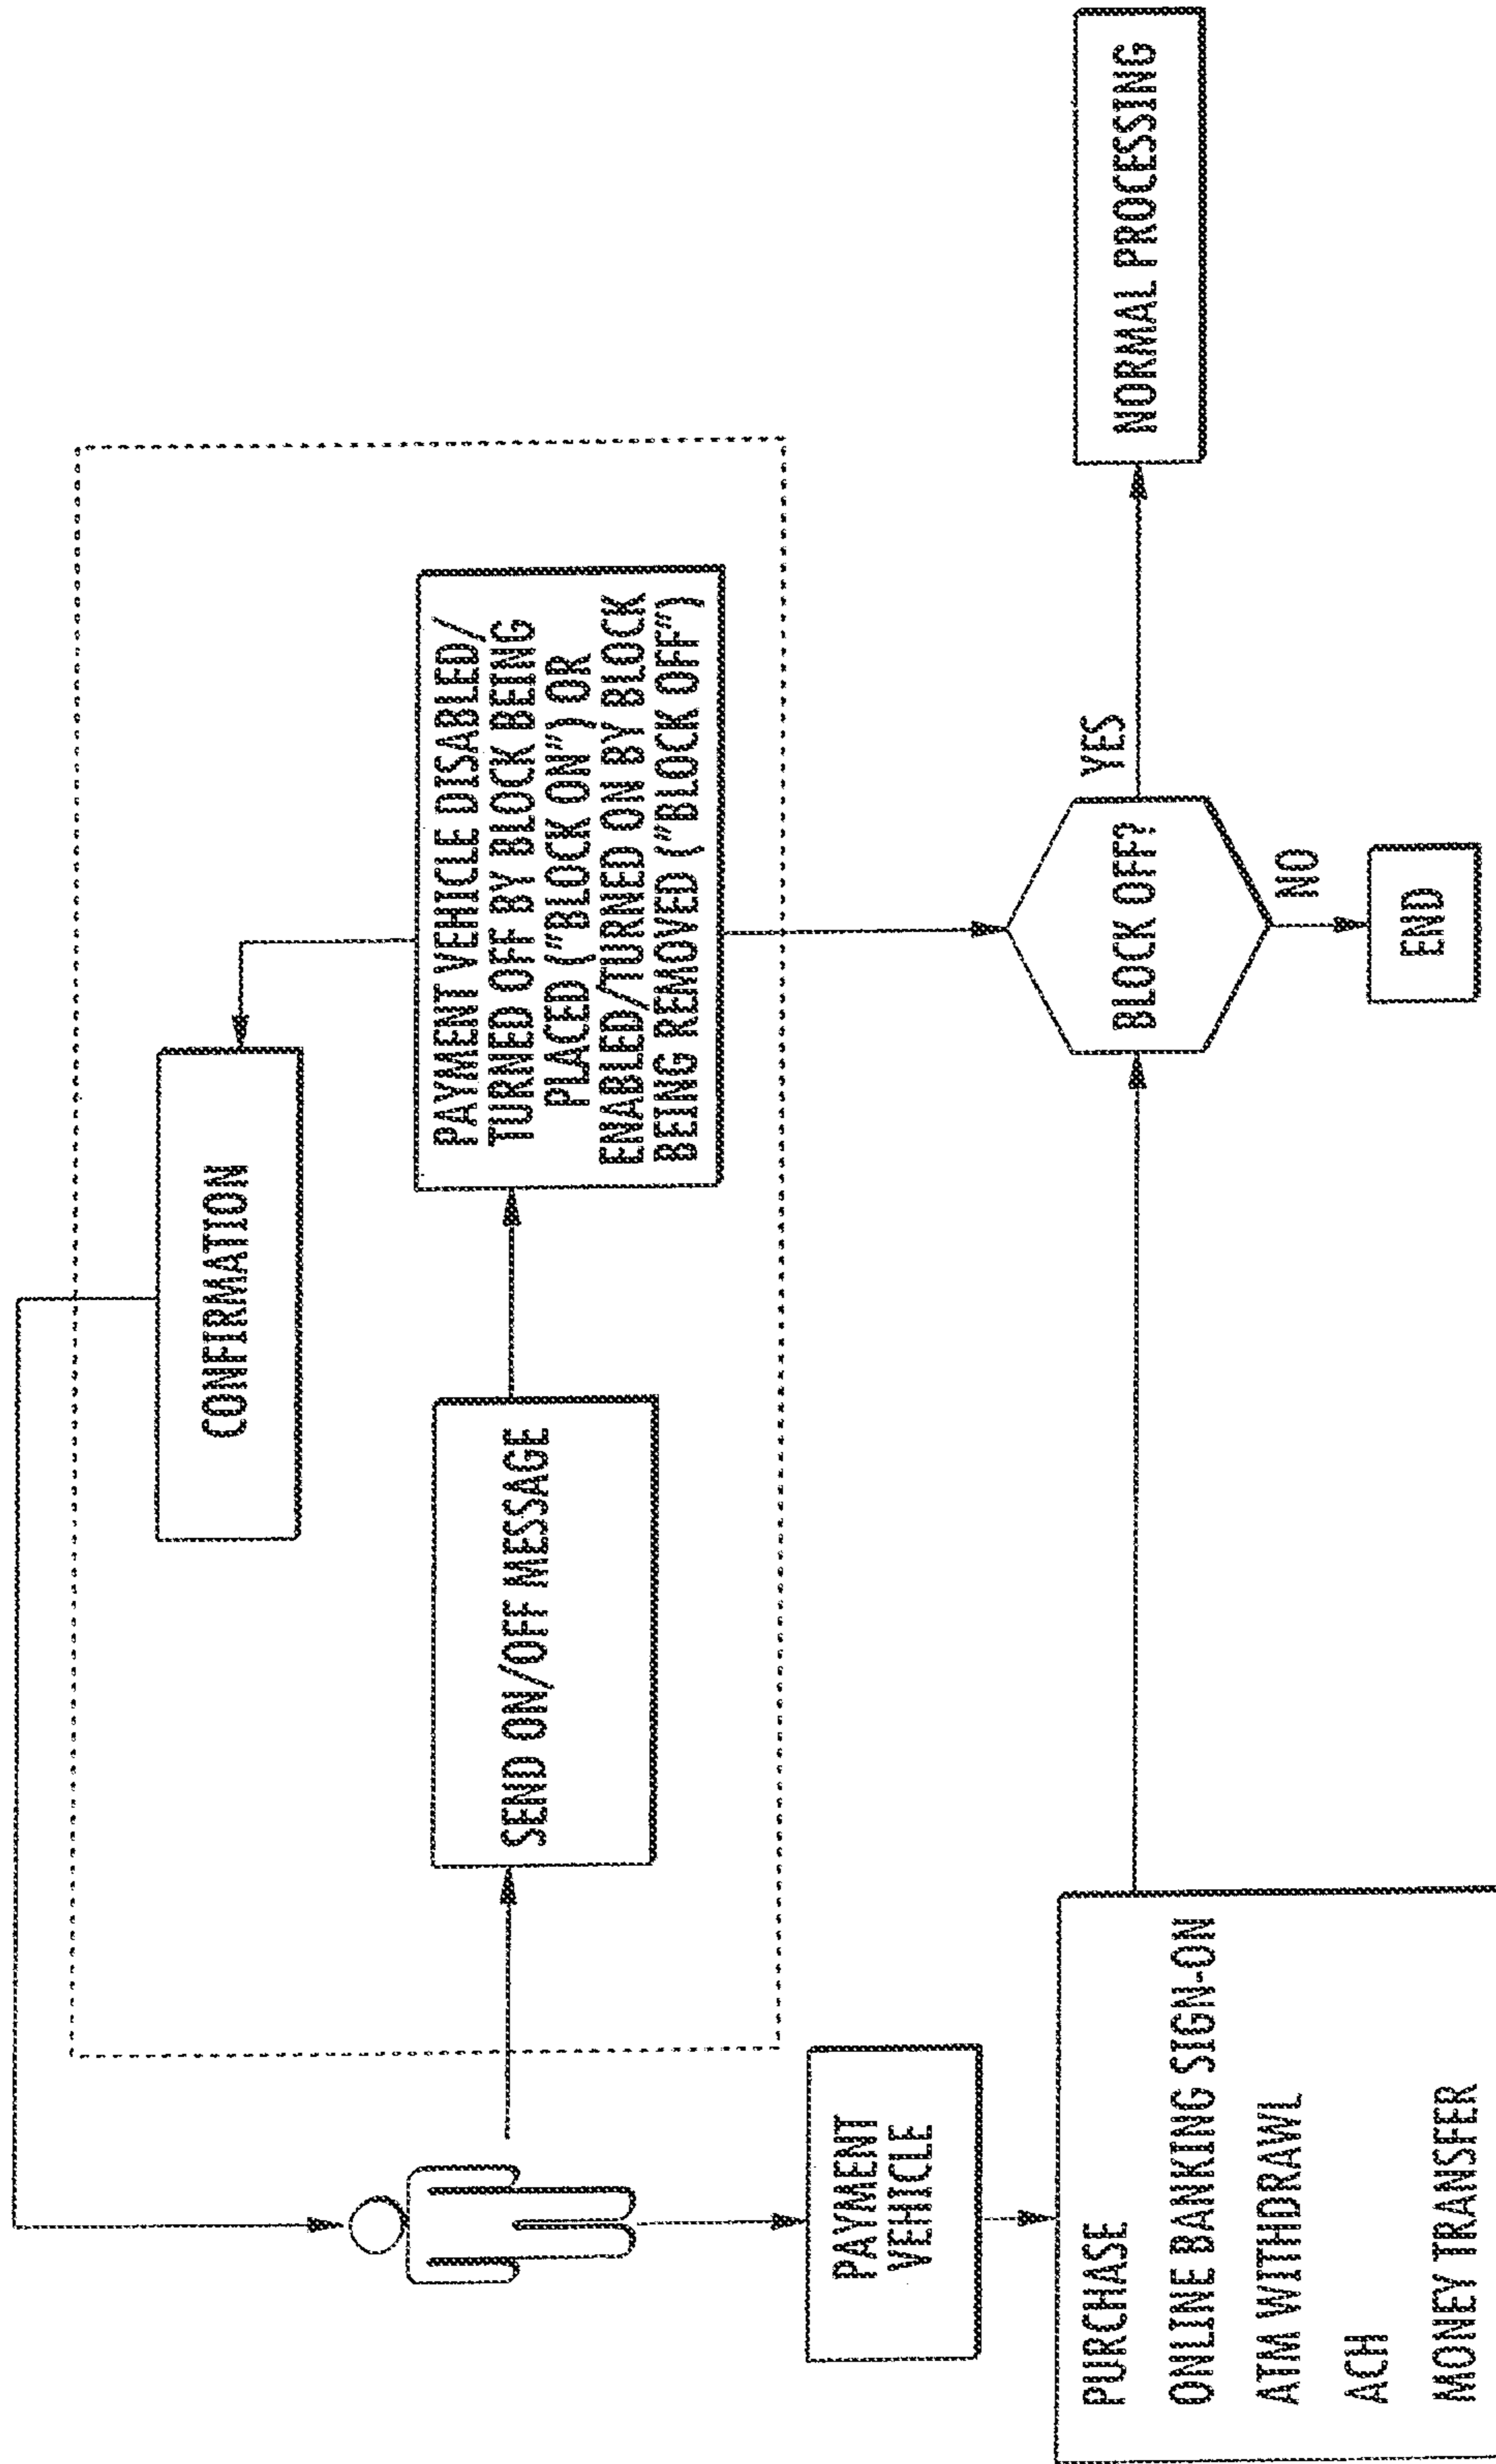 CONFIRMATION
SEND ON/OFF MESSAGE
PAYMENT VEHICLE DISABLED/
TURNED OFF BY BLOCK BEING
PLACED ("BLOCK ON") OR
ENABLED/TURNED ON BY BLOCK
BEING REMOVED ("BLOCK OFF")
PAYMENT
VEHICLE
PURCHASE
ONLINE BANKING SIGN-ON
ATM WITHDRAWL
ACH
MONEY TRANSFER
BLOCK OFF?
YES
NORMAL PROCESSING
NO
END